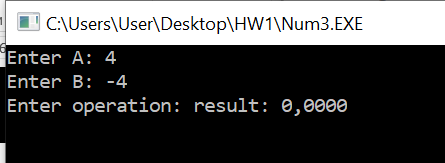 C:\Users\User\Desktop\HW1\Num3.EXE
Enter A: 4
Enter B: -4
Enter operation: result: 0,0000